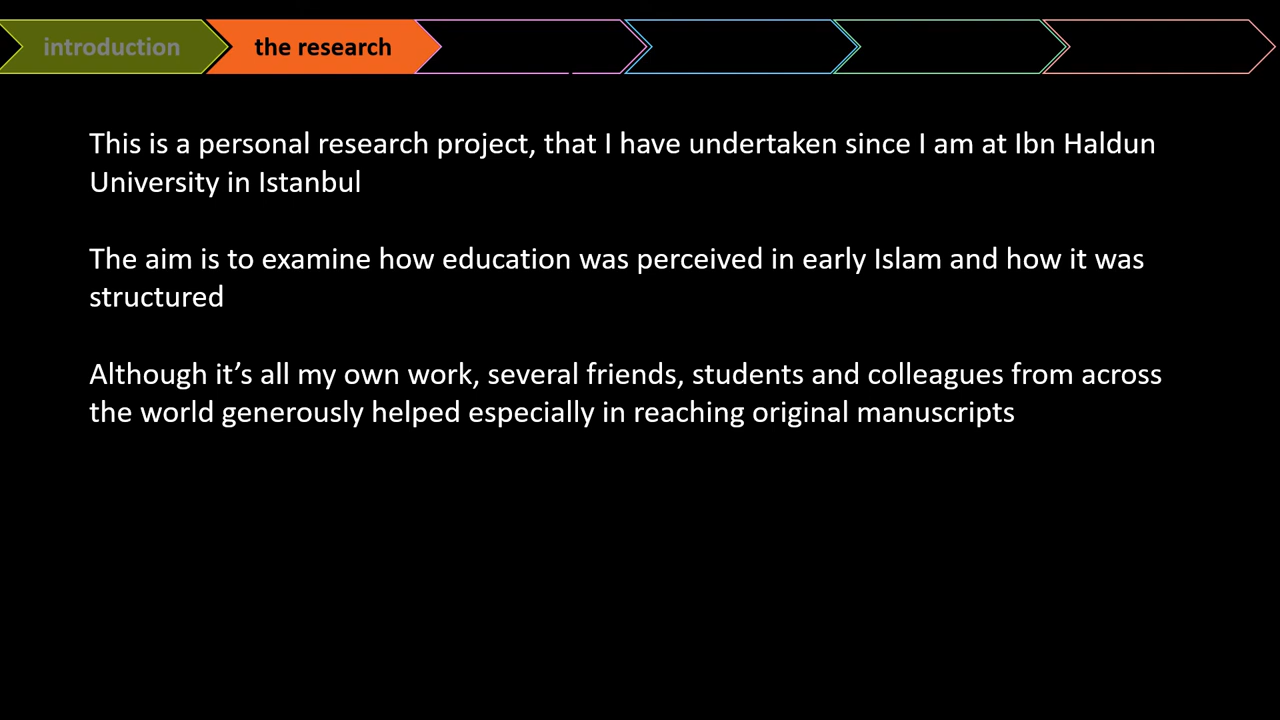 introduction
the research
This is a personal research project, that I have undertaken since I am at Ibn Haldun
University in Istanbul
The aim is to examine how education was perceived in early Islam and how it was
structured
Although it’s all my own work, several friends, students and colleagues from across
the world generously helped especially in reaching original manuscripts